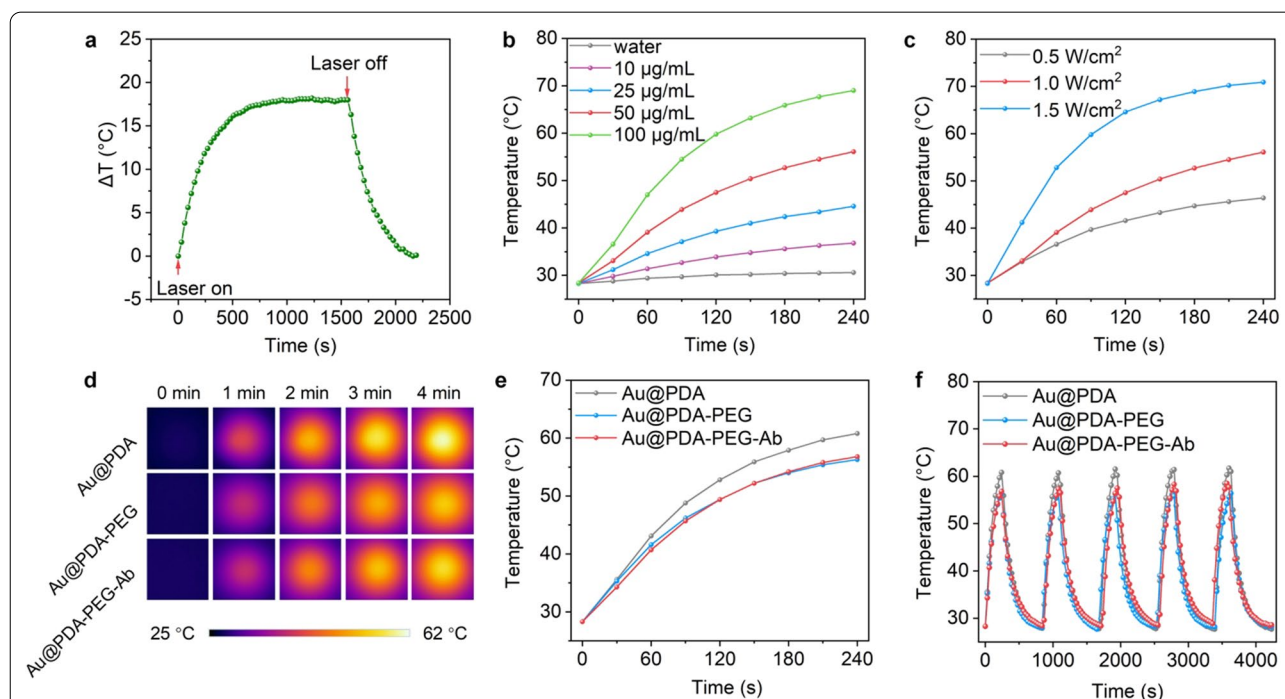 a
ΔT (°C)
25
20
15
10
5
0
-5
Laser off
Laser on
0 500 1000 1500 2000 2500
Time (s)
b
Temperature (°C)
80
70
60
50
40
30
water
10 µg/mL
25 µg/mL
50 µg/mL
100 µg/mL
0 60 120 180 240
Time (s)
c
Temperature (°C)
80
70
60
50
40
30
0.5 W/cm²
1.0 W/cm²
1.5 W/cm²
0 60 120 180 240
Time (s)
d
0 min 1 min 2 min 3 min 4 min
Au@PDA
Au@PDA-PEG
Au@PDA-PEG-Ab
25 °C 62 °C
e
Temperature (°C)
70
60
50
40
30
Au@PDA
Au@PDA-PEG
Au@PDA-PEG-Ab
0 60 120 180 240
Time (s)
f
Temperature (°C)
80
70
60
50
40
30
Au@PDA
Au@PDA-PEG
Au@PDA-PEG-Ab
0 1000 2000 3000 4000
Time (s)